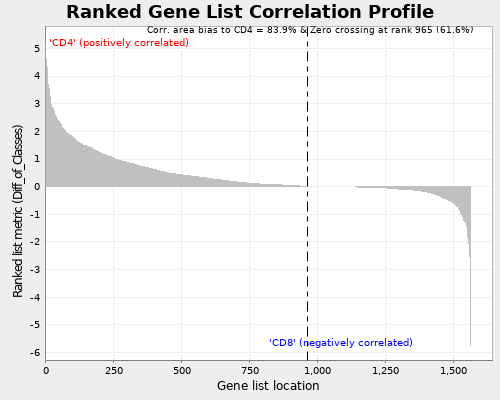 Ranked Gene List Correlation Profile
Corr. area bias to CD4 = 83.9% & Zero crossing at rank 965 (61.6%)
'CD4' (positively correlated)
5
4
3
2
1
0
-1
-2
-3
-4
-5
-6
Ranked list metric (Diff_of_Classes)
'CD8' (negatively correlated)
0 250 500 750 1,000 1,250 1,500
Gene list location